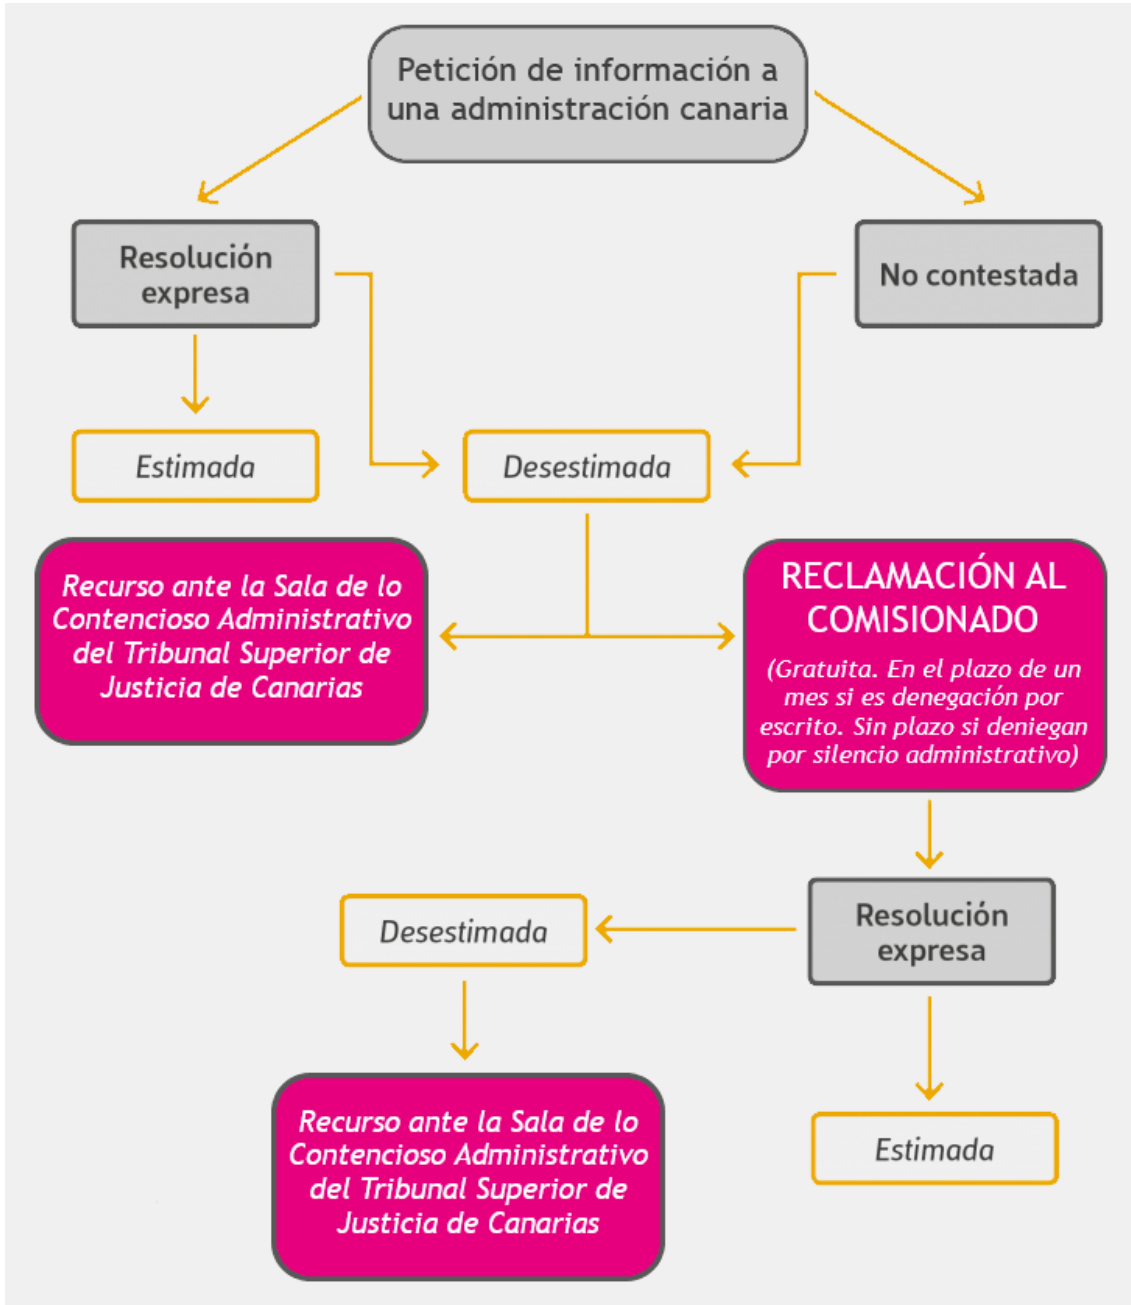 Petición de información a
una administración canaria
Resolución
expresa
No contestada
Estimada
Desestimada
Recurso ante la Sala de lo
Contencioso Administrativo
del Tribunal Superior de
Justicia de Canarias
RECLAMACIÓN AL
COMISIONADO
(Gratuita. En el plazo de un
mes si es denegación por
escrito. Sin plazo si deniegan
por silencio administrativo)
Resolución
expresa
Desestimada
Recurso ante la Sala de lo
Contencioso Administrativo
del Tribunal Superior de
Justicia de Canarias
Estimada